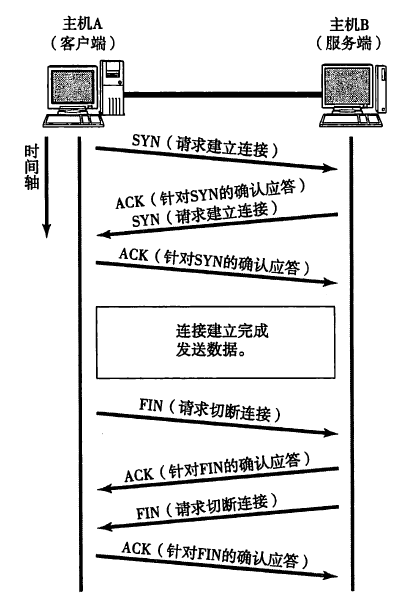 主机A
（客户端）
主机B
（服务端）
时间轴
SYN（请求建立连接）
ACK（针对SYN的确认应答）
SYN（请求建立连接）
ACK（针对SYN的确认应答）
连接建立完成
发送数据。
FIN（请求切断连接）
ACK（针对FIN的确认应答）
FIN（请求切断连接）
ACK（针对FIN的确认应答）